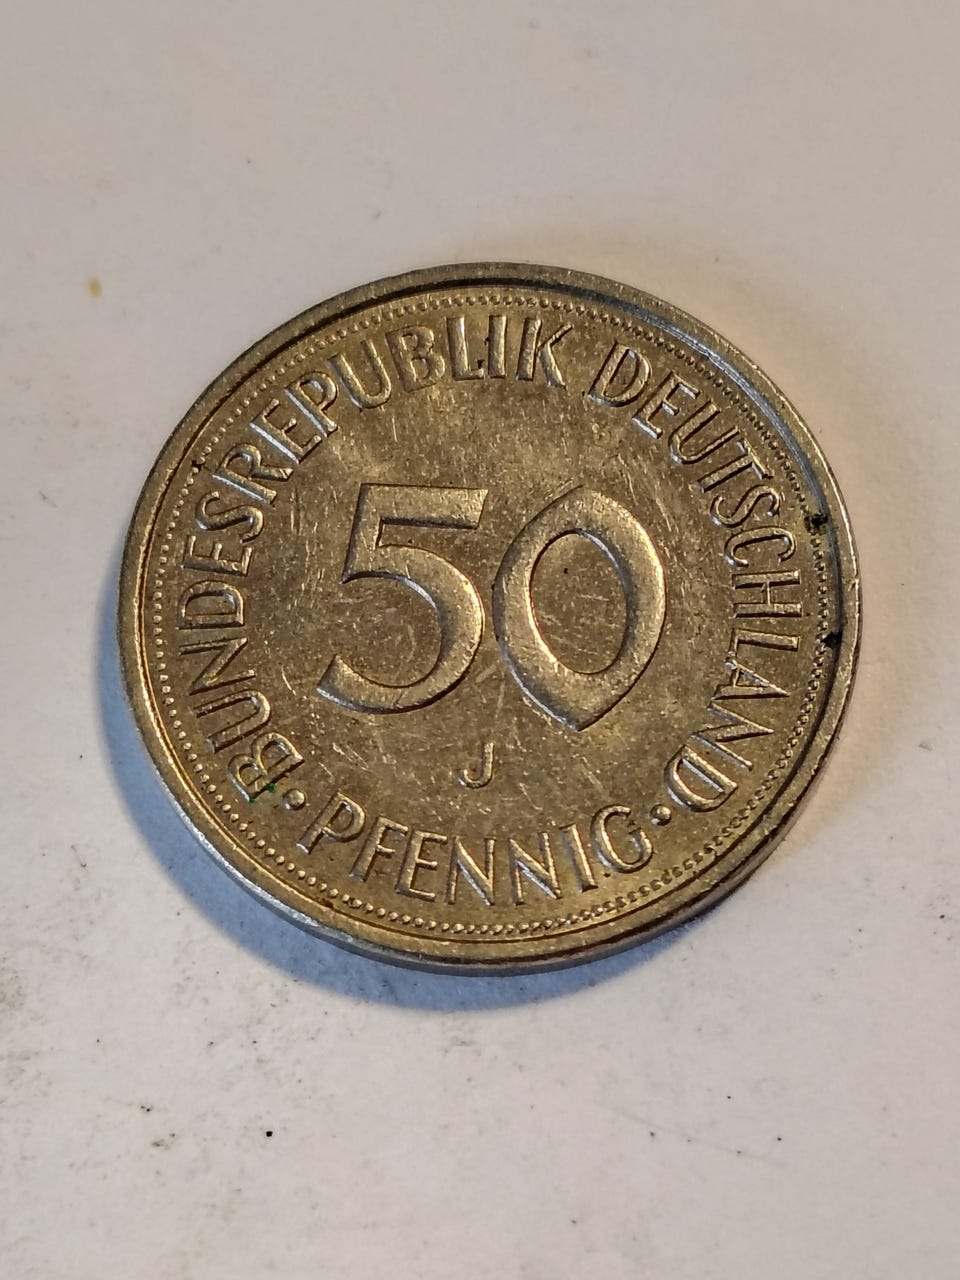 BUNDESREPUBLIK DEUTSCHLAND
50
J
PFENNIG